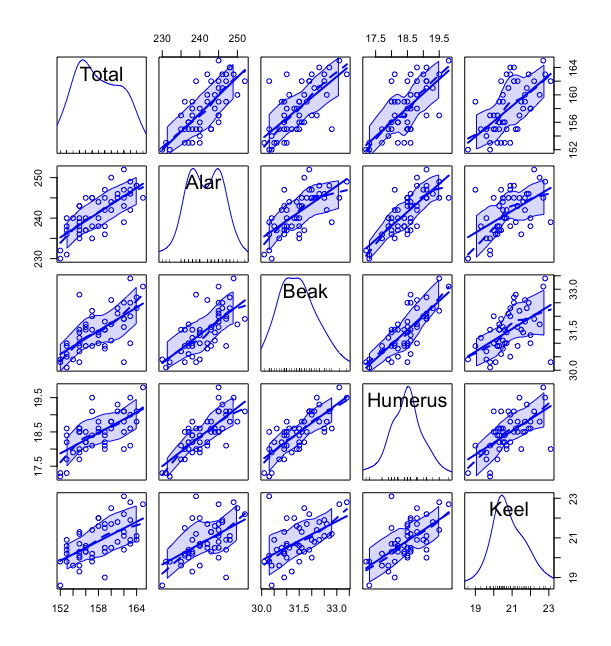 230 240 250
17.5 18.5 19.5
Total
152 156 160 164
Alar
230 240 250
Beak
30.0 31.5 33.0
Humerus
17.5 18.5 19.5
Keel
19 21 23
152 158 164
30.0 31.5 33.0
19 20 21 22 23